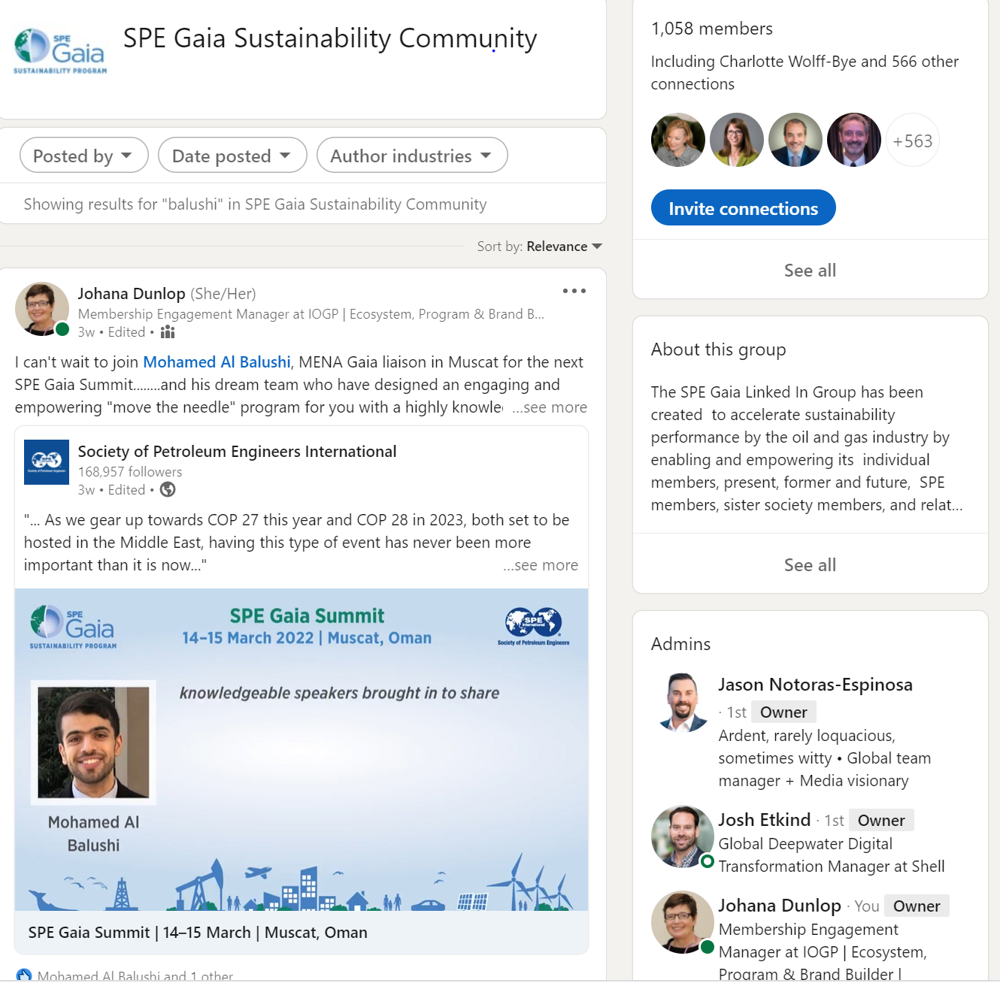 SPE
Gaia
SUSTAINABILITY PROGRAM
SPE Gaia Sustainability Community
Posted by
Date posted
Author industries
Showing results for "balushi" in SPE Gaia Sustainability Community
Sort by: Relevance
Johana Dunlop (She/Her)
Membership Engagement Manager at IOGP | Ecosystem, Program & Brand B...
3w • Edited •
I can't wait to join Mohamed Al Balushi, MENA Gaia liaison in Muscat for the next
SPE Gaia Summit........and his dream team who have designed an engaging and
empowering "move the needle" program for you with a highly knowle ...see more
Society of Petroleum Engineers International
168,957 followers
3w • Edited •
"... As we gear up towards COP 27 this year and COP 28 in 2023, both set to be
hosted in the Middle East, having this type of event has never been more
important than it is now..."
...see more
SPE
Gaia
SUSTAINABILITY PROGRAM
SPE Gaia Summit
14–15 March 2022 | Muscat, Oman
SPE
International
Society of Petroleum Engineers
knowledgeable speakers brought in to share
Mohamed Al
Balushi
SPE Gaia Summit | 14–15 March | Muscat, Oman
Mohamed Al Balushi and 1 other
1,058 members
Including Charlotte Wolff-Bye and 566 other
connections
+563
Invite connections
See all
About this group
The SPE Gaia Linked In Group has been
created to accelerate sustainability
performance by the oil and gas industry by
enabling and empowering its individual
members, present, former and future, SPE
members, sister society members, and relat...
See all
Admins
Jason Notoras-Espinosa
· 1st Owner
Ardent, rarely loquacious,
sometimes witty • Global team
manager + Media visionary
Josh Etkind · 1st Owner
Global Deepwater Digital
Transformation Manager at Shell
Johana Dunlop · You Owner
Membership Engagement
Manager at IOGP | Ecosystem,
Program & Brand Builder |